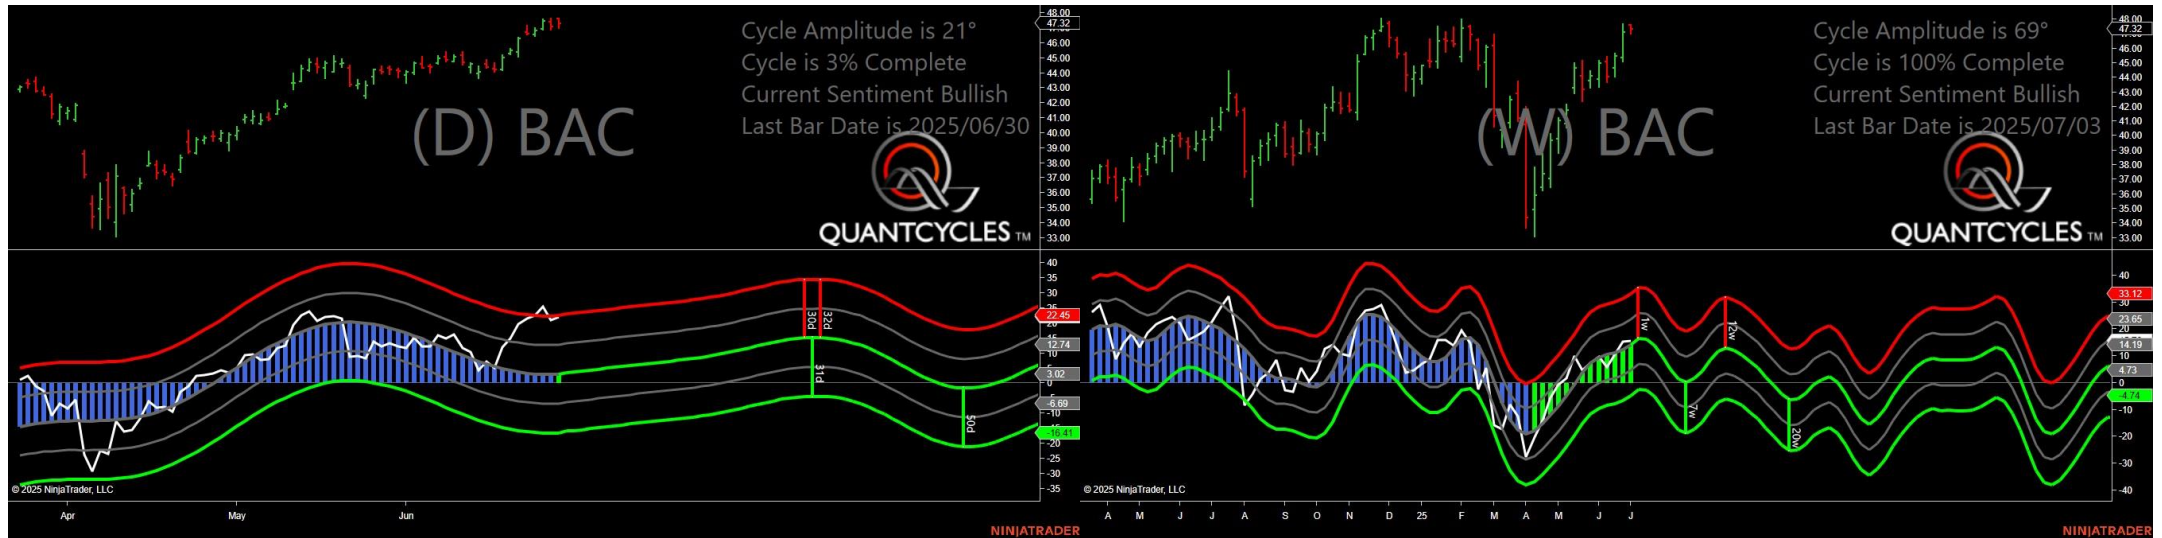 Cycle Amplitude is 21°
Cycle is 3% Complete
Current Sentiment Bullish
Last Bar Date is 2025/06/30
(D) BAC
QUANTCYCLES TM
48.00
47.32
46.00
45.00
44.00
43.00
42.00
41.00
40.00
39.00
38.00
37.00
36.00
35.00
34.00
33.00
40
35
30
25
22.45
20
12.74
10
5
3.02
0
-5
-6.69
-10
-16.41
-20
-25
-30
-35
30d
32d
31d
50d
© 2025 NinjaTrader, LLC
Apr May Jun
NINJATRADER
Cycle Amplitude is 69°
Cycle is 100% Complete
Current Sentiment Bullish
Last Bar Date is 2025/07/03
(W) BAC
QUANTCYCLES TM
48.00
47.32
46.00
45.00
44.00
43.00
42.00
41.00
40.00
39.00
38.00
37.00
36.00
35.00
34.00
33.00
40
33.12
30
23.65
20
14.19
10
4.73
0
-4.74
-10
-20
-30
-40
1w
12w
7w
20w
© 2025 NinjaTrader, LLC
A M J J A S O N D 25 F M A M J J
NINJATRADER